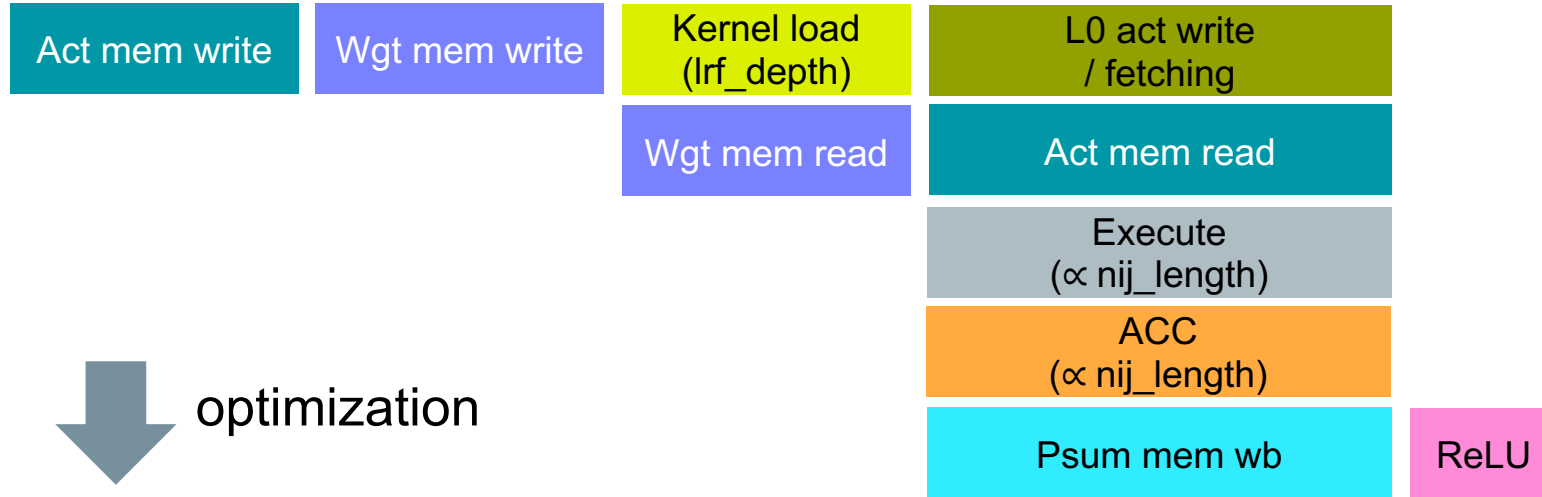 Act mem write
Wgt mem write
Kernel load
(lrf_depth)
L0 act write
/ fetching
Wgt mem read
Act mem read
Execute
(∝ nij_length)
ACC
(∝ nij_length)
optimization
Psum mem wb
ReLU